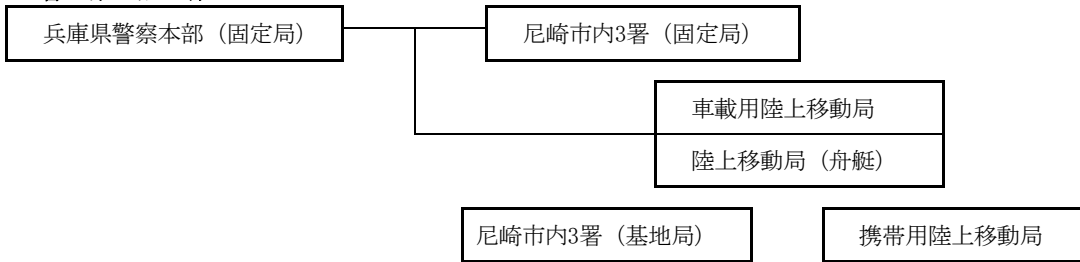 兵庫県警察本部（固定局）
尼崎市内3署（固定局）
車載用陸上移動局
陸上移動局（舟艇）
尼崎市内3署（基地局）
携帯用陸上移動局